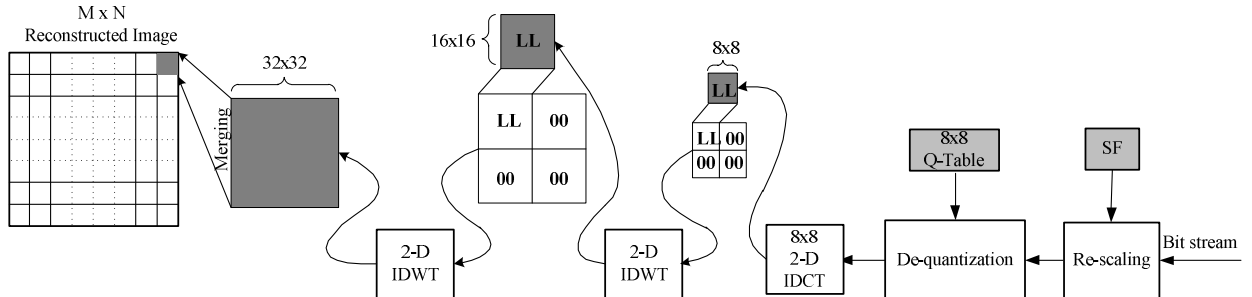 M x N
Reconstructed Image
32x32
Merging
16x16
LL
LL
00
00
00
8x8
LL
LL
00
00
00
2-D
IDWT
2-D
IDWT
8x8
2-D
IDCT
8x8
Q-Table
De-quantization
SF
Re-scaling
Bit stream